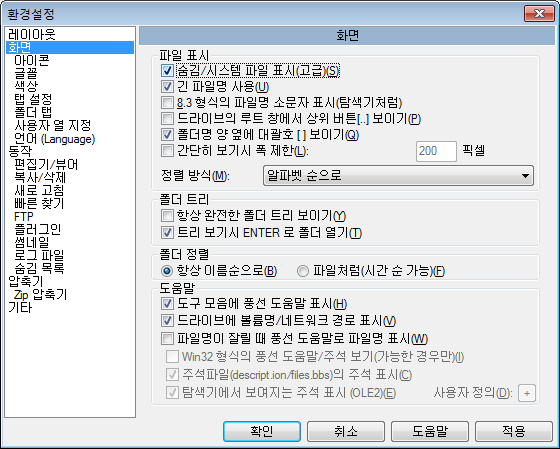 환경설정
레이아웃
화면
아이콘
글꼴
색상
탭 설정
폴더 탭
사용자 열 지정
언어 (Language)
동작
편집기/뷰어
복사/삭제
새로 고침
빠른 찾기
FTP
플러그인
썸네일
로그 파일
숨김 목록
압축기
Zip 압축기
기타
화면
파일 표시
숨김/시스템 파일 표시(고급)(S)
긴 파일명 사용(U)
8.3 형식의 파일명 소문자 표시(탐색기처럼)
드라이브의 루트 창에서 상위 버튼[..] 보이기(P)
폴더명 양 옆에 대괄호 [ ] 보이기(Q)
간단히 보기시 폭 제한(L): 200 픽셀
정렬 방식(M): 알파벳 순으로
폴더 트리
항상 완전한 폴더 트리 보이기(Y)
트리 보기시 ENTER 로 폴더 열기(T)
폴더 정렬
항상 이름순으로(B) 파일처럼(시간 순 가능)(F)
도움말
도구 모음에 풍선 도움말 표시(H)
드라이브에 볼륨명/네트워크 경로 표시(V)
파일명이 잘릴 때 풍선 도움말로 파일명 표시(W)
Win32 형식의 풍선 도움말/주석 보기(가능한 경우만)(I)
주석파일(descript.ion/files.bbs)의 주석 표시(C)
탐색기에서 보여지는 주석 표시 (OLE2)(E) 사용자 정의(D): +
확인 취소 도움말 적용